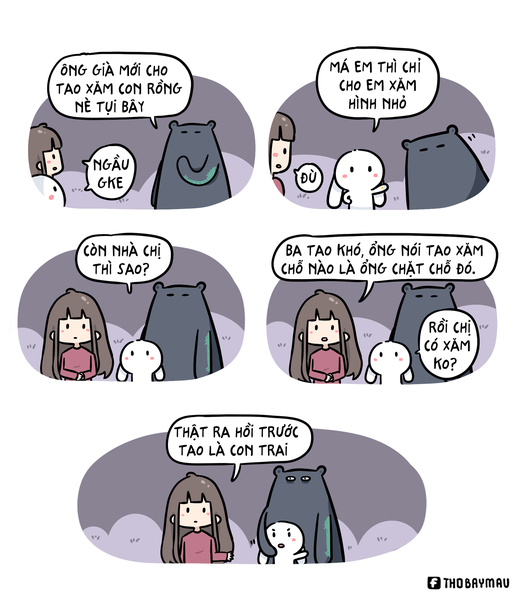 ÔNG GIÀ MỚI CHO
TAO XĂM CON RỒNG
NÈ TỤI BÂY
NGẦU
GKE
MÁ EM THÌ CHỈ
CHO EM XĂM
HÌNH NHỎ
ĐÙ
CÒN NHÀ CHỊ
THÌ SAO?
BA TAO KHÓ, ỔNG NÓI TAO XĂM
CHỖ NÀO LÀ ỔNG CHẶT CHỖ ĐÓ.
RỒI CHỊ
CÓ XĂM
KO?
THẬT RA HỒI TRƯỚC
TAO LÀ CON TRAI
THOBAYMAU